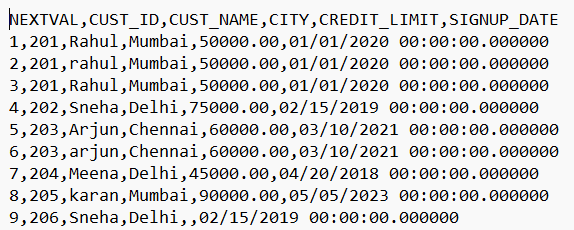 NEXTVAL,CUST_ID,CUST_NAME,CITY,CREDIT_LIMIT,SIGNUP_DATE
1,201,Rahul,Mumbai,50000.00,01/01/2020 00:00:00.000000
2,201,rahul,Mumbai,50000.00,01/01/2020 00:00:00.000000
3,201,Rahul,Mumbai,50000.00,01/01/2020 00:00:00.000000
4,202,Sneha,Delhi,75000.00,02/15/2019 00:00:00.000000
5,203,Arjun,Chennai,60000.00,03/10/2021 00:00:00.000000
6,203,arjun,Chennai,60000.00,03/10/2021 00:00:00.000000
7,204,Meena,Delhi,45000.00,04/20/2018 00:00:00.000000
8,205,karan,Mumbai,90000.00,05/05/2023 00:00:00.000000
9,206,Sneha,Delhi,,02/15/2019 00:00:00.000000